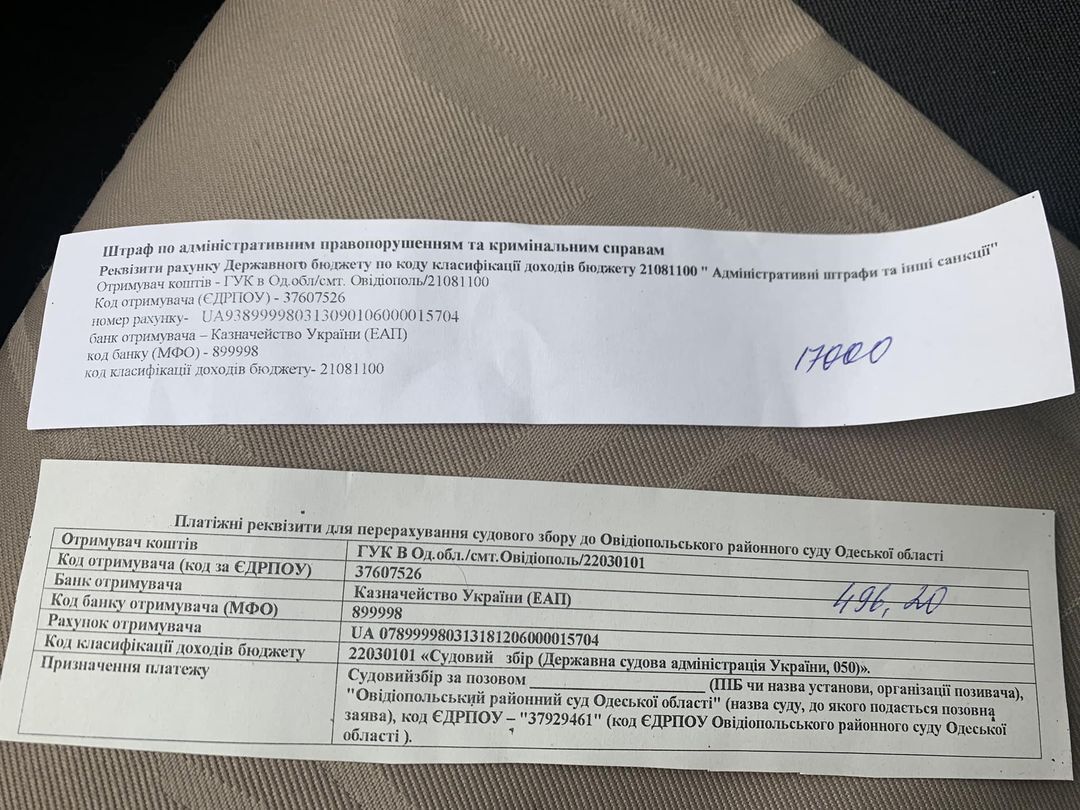 Штраф по адміністративним правопорушенням та кримінальним справам
Реквізити рахунку Державного бюджету по коду класифікації доходів бюджету 21081100 " Адміністративні штрафи та інші санкції"
Отримувач коштів - ГУК в Од.обл/смт. Овідіополь/21081100
Код отримувача (ЄДРПОУ) - 37607526
номер рахунку- UA938999980313090106000015704
банк отримувача – Казначейство України (ЕАП)
код банку (МФО) - 899998
код класифікації доходів бюджету- 21081100
17000
Платіжні реквізити для перерахування судового збору до Овідіопольського районного суду Одеської області
Отримувач коштів ГУК В Од.обл./смт.Овідіополь/22030101
Код отримувача (код за ЄДРПОУ) 37607526
Банк отримувача Казначейство України (ЕАП)
496,20
Код банку отримувача (МФО) 899998
Рахунок отримувача UA 078999980313181206000015704
Код класифікації доходів бюджету 22030101 «Судовий збір (Державна судова адміністрація України, 050)».
Призначення платежу Судовийзбір за позовом ____________________ (ПІБ чи назва установи, організації позивача),
"Овідіопольський районний суд Одеської області" (назва суду, до якого подається позовна
заява), код ЄДРПОУ – "37929461" (код ЄДРПОУ Овідіопольського районного суду Одеської
області ).